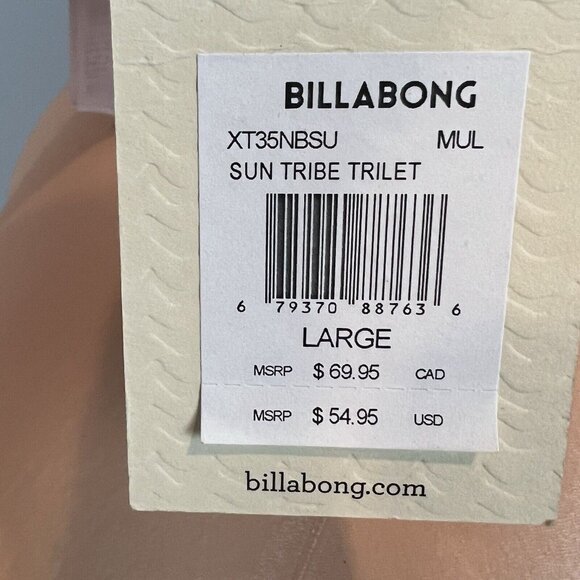 BILLABONG
XT35NBSU MUL
SUN TRIBE TRILET
6 79370 88763 6
LARGE
MSRP $ 69.95 CAD
MSRP $ 54.95 USD
billabong.com